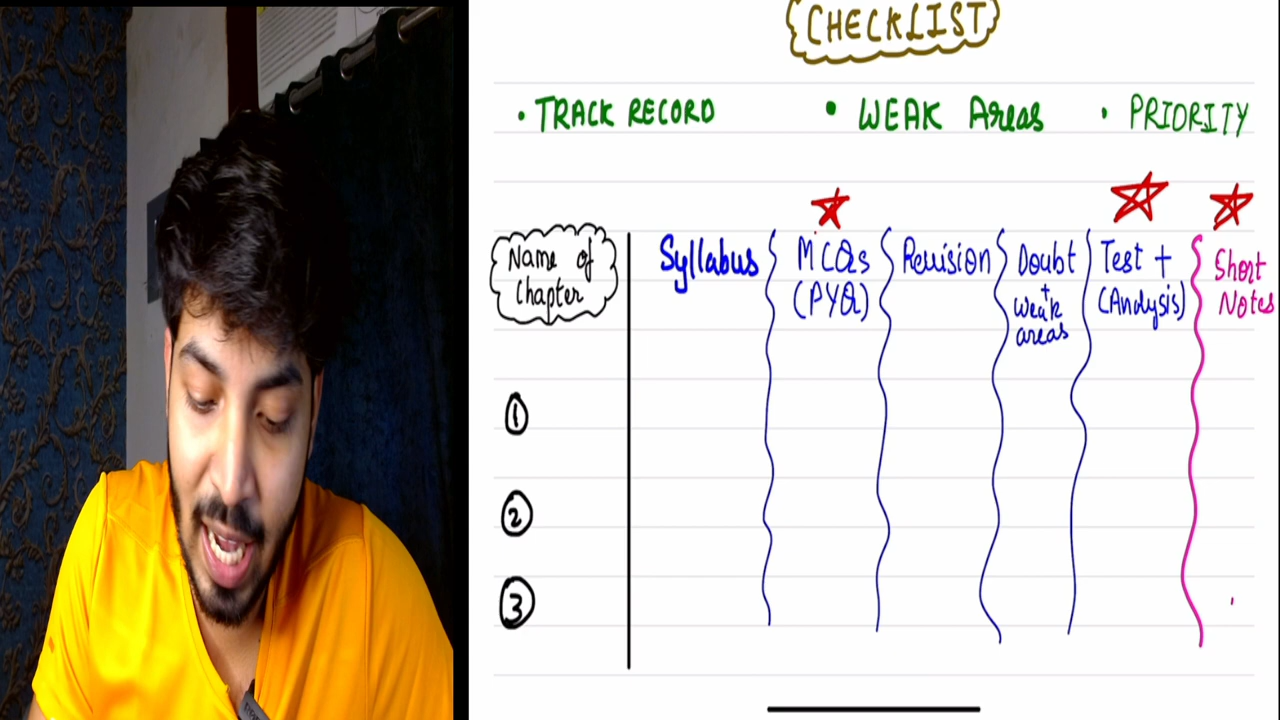 CHECKLIST
• TRACK RECORD • WEAK Areas • PRIORITY
Name of Chapter
Syllabus
MCQs
(PYQ)
Revision
Doubt
+
Weak
areas
Test +
(Analysis)
Short
Notes
1
2
3